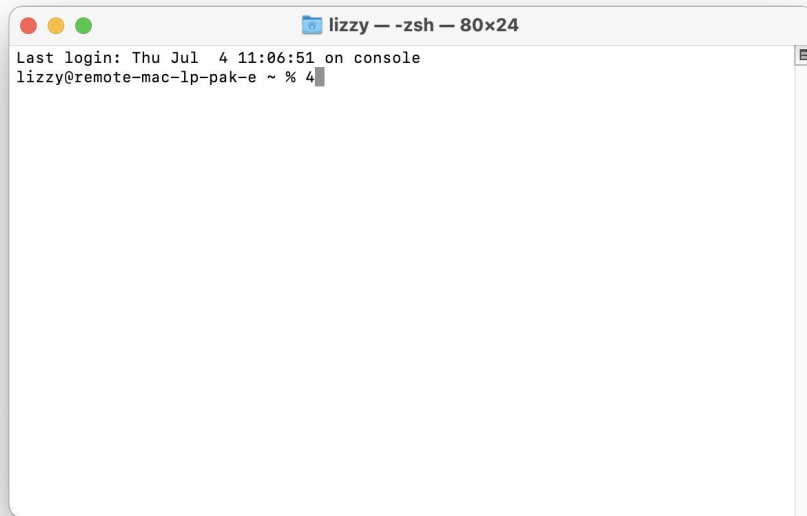 lizzy — -zsh — 80×24
Last login: Thu Jul  4 11:06:51 on console
lizzy@remote-mac-lp-pak-e ~ % 4